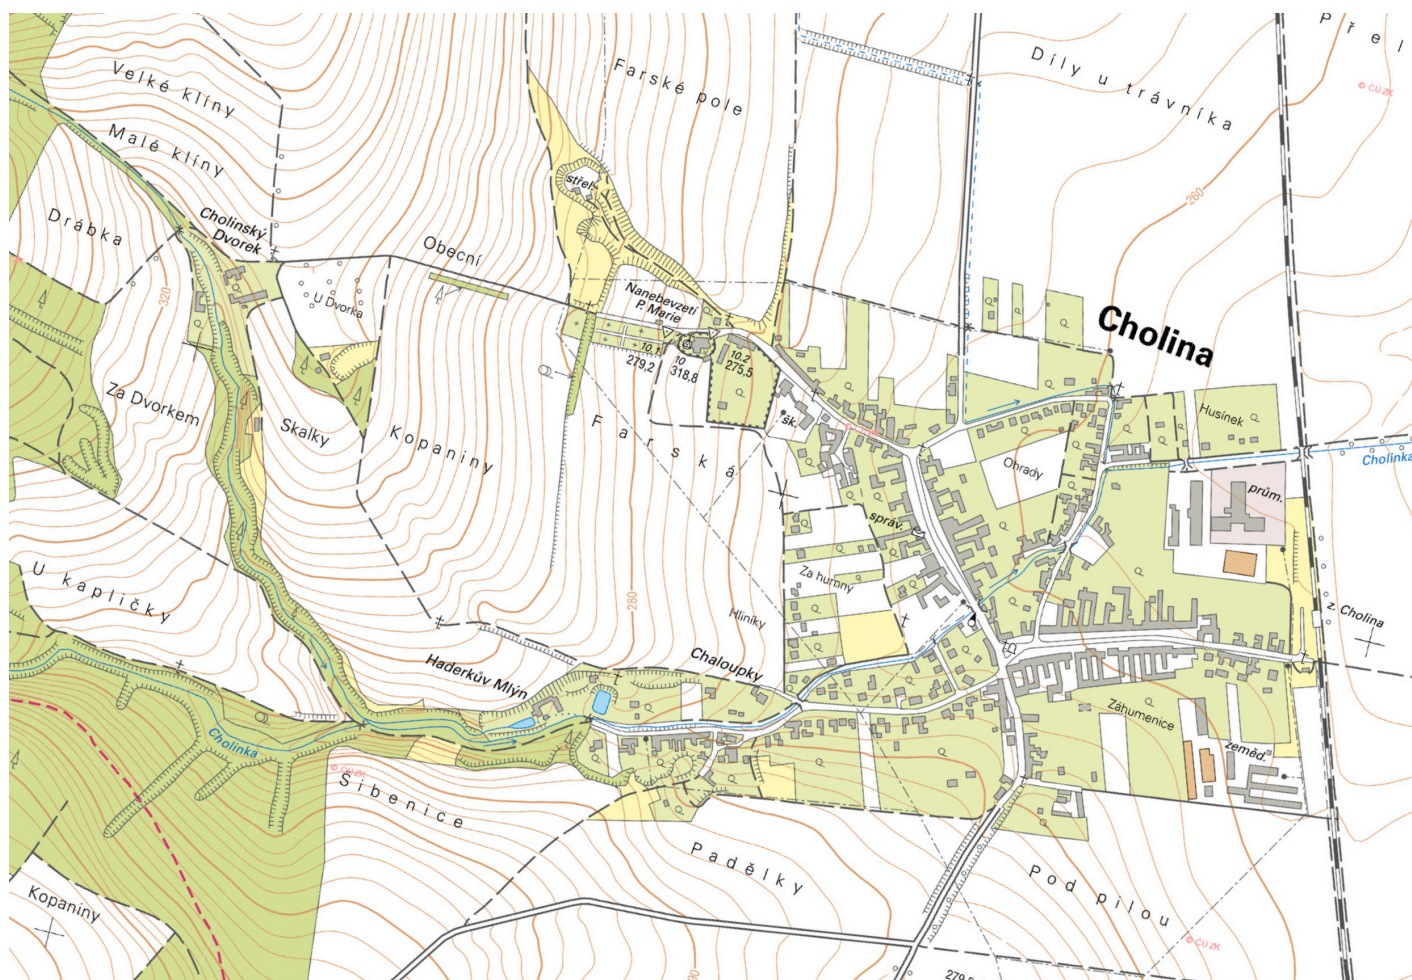 Velké klíny
Malé klíny
Drábka
Cholinský
Dvorek
320
U Dvorka
Obecní
Farské pole
střel.
Nanebevzetí
P. Marie
10.1
279,2
10
318,8
10.2
275,5
Díly u trávníka
Přel
© ČÚZK
260
Cholina
Za Dvorkem
Skalky
Kopaniny
Farská
šk.
Husinek
Ohrady
Cholinka
prům.
správ.
Za humny
Hliníky
280
U kapličky
z. Cholina
Haderkův Mlýn
Chaloupky
Záhumenice
zeměd.
Cholinka
© ČÚZK
Šibenice
Padělky
Pod pilou
Kopaniny
© ČÚZK